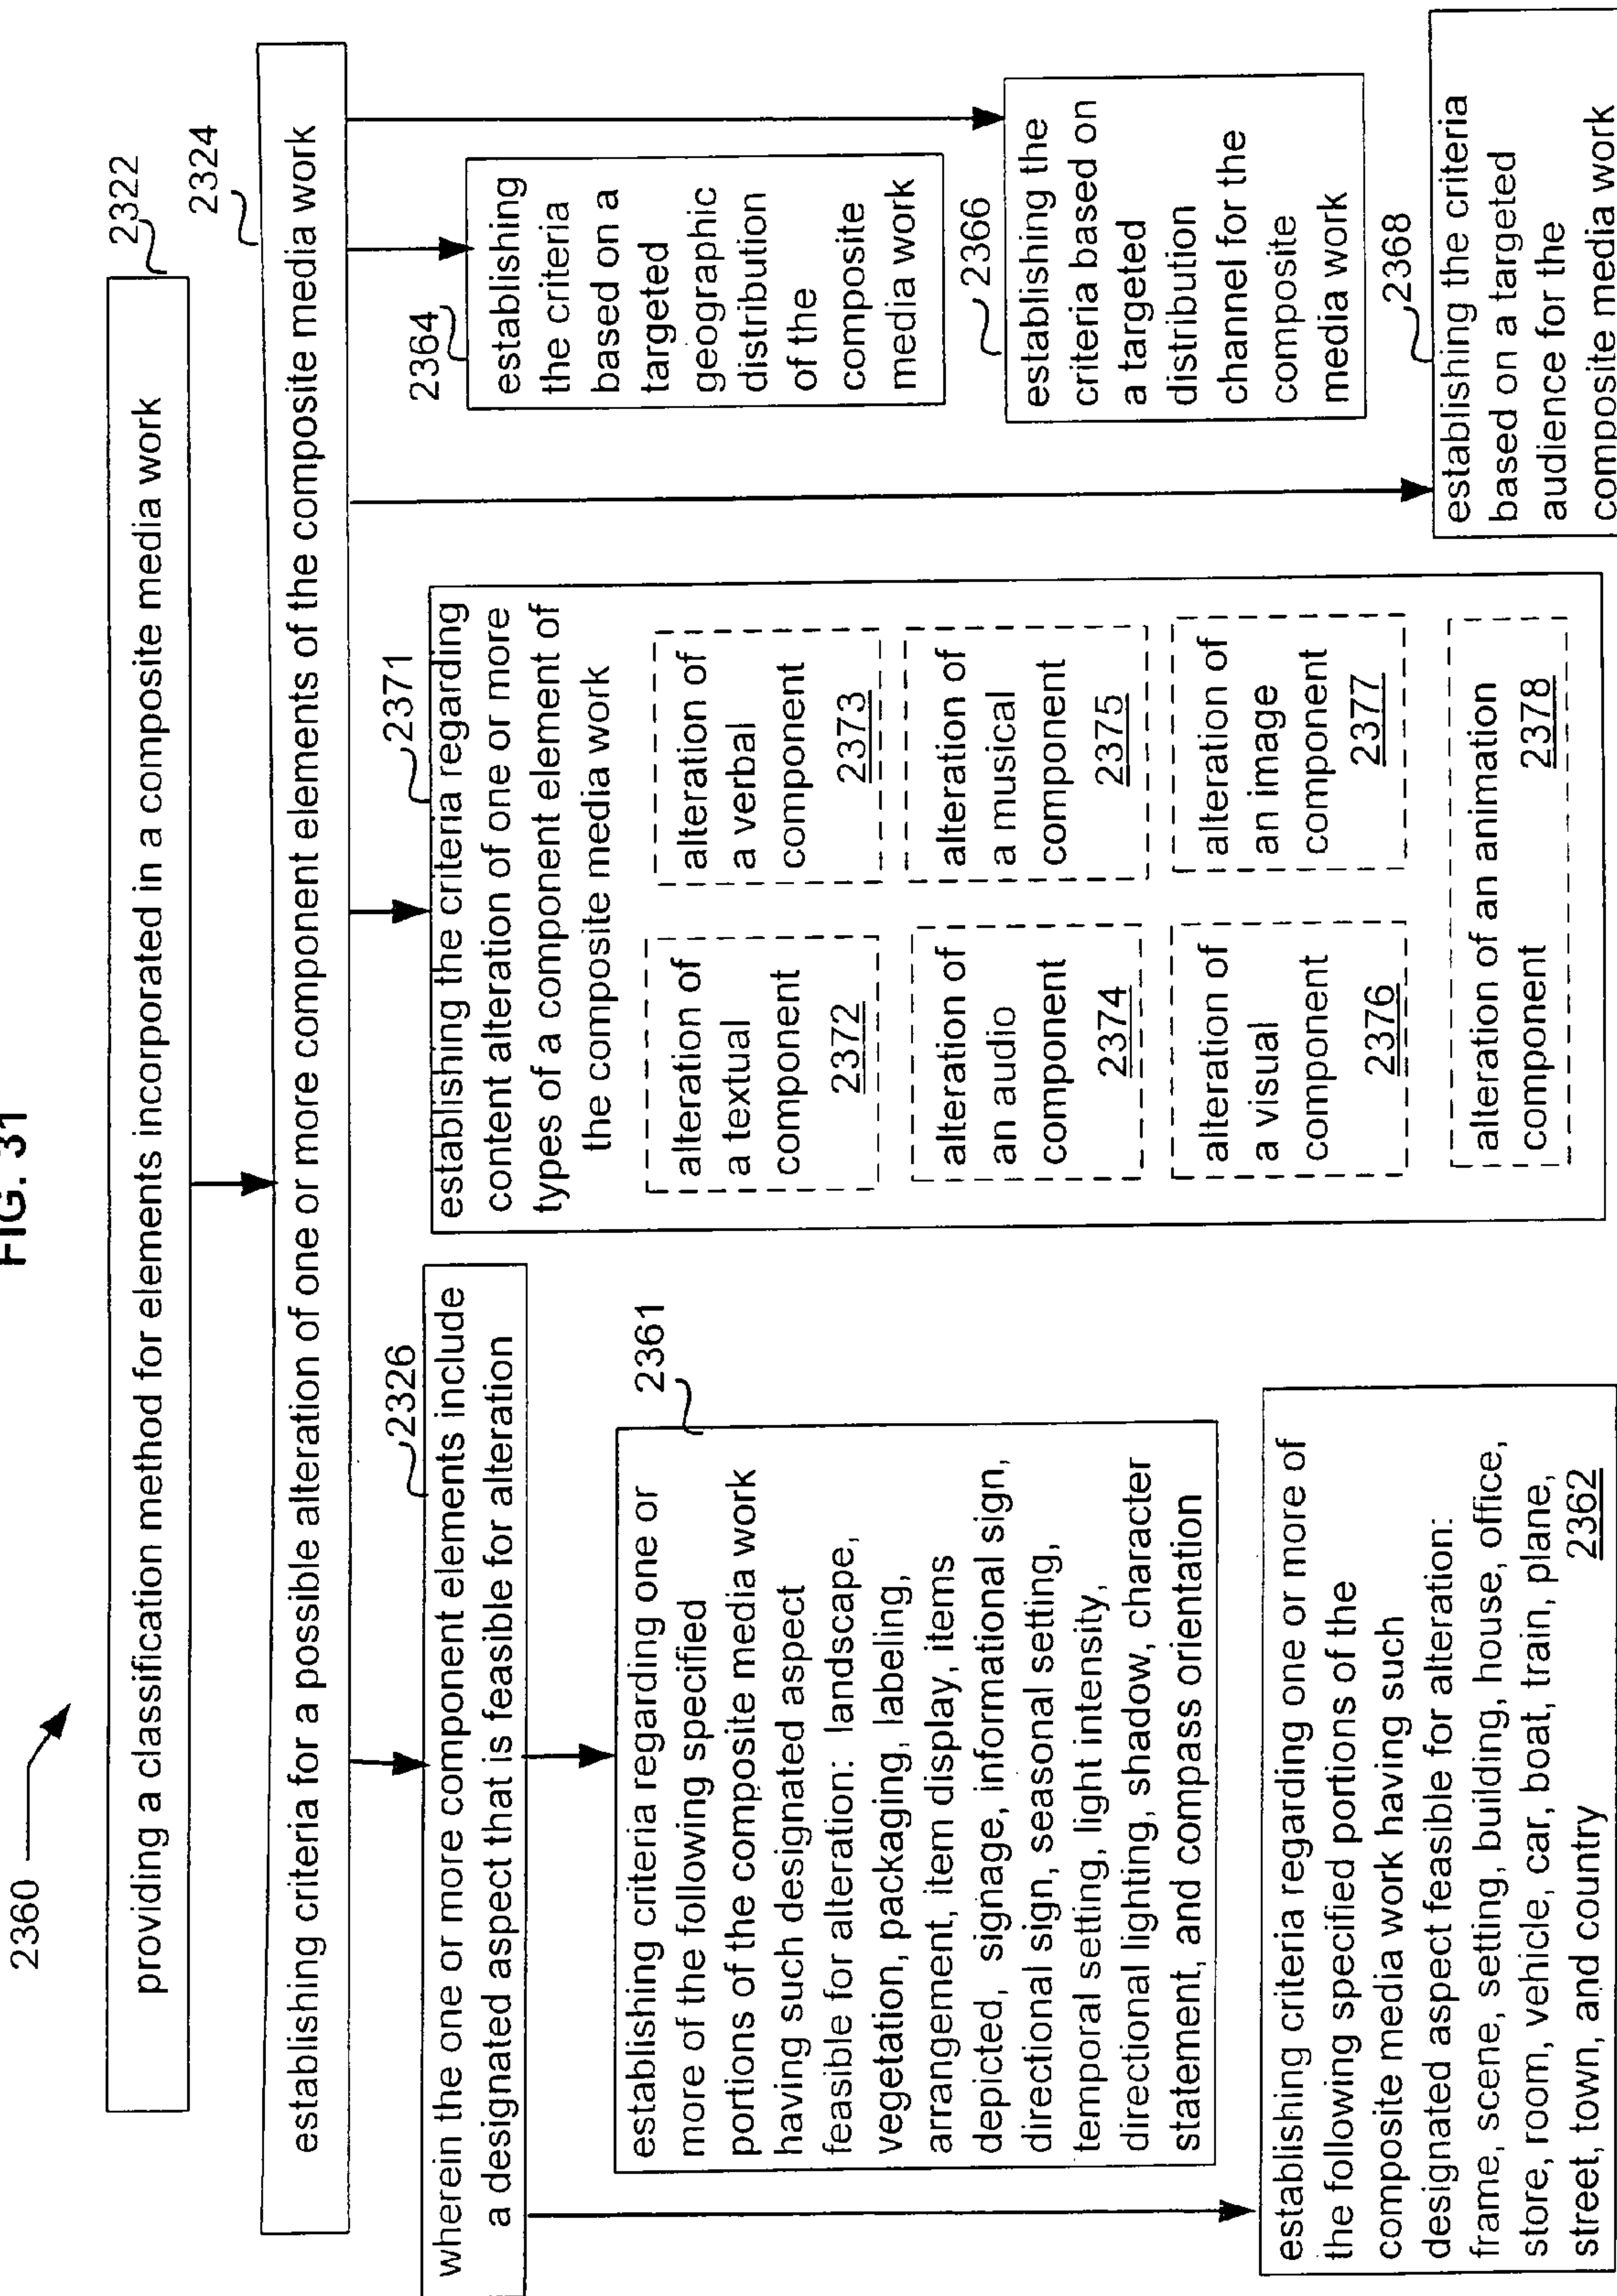 FIG. 31
2360
2322
providing a classification method for elements incorporated in a composite media work
2324
establishing criteria for a possible alteration of one or more component elements of the composite media work
2326
wherein the one or more component elements include
a designated aspect that is feasible for alteration
2361
establishing criteria regarding one or
more of the following specified
portions of the composite media work
having such designated aspect
feasible for alteration: landscape,
vegetation, packaging, labeling,
arrangement, item display, items
depicted, signage, informational sign,
directional sign, seasonal setting,
temporal setting, light intensity,
directional lighting, shadow, character
statement, and compass orientation
establishing criteria regarding one or more of
the following specified portions of the
composite media work having such
designated aspect feasible for alteration:
frame, scene, setting, building, house, office,
store, room, vehicle, car, boat, train, plane,
street, town, and country 2362
2371
establishing the criteria regarding
content alteration of one or more
types of a component element of
the composite media work
alteration of
a textual
component
2372
alteration of
a verbal
component
2373
alteration of
an audio
component
2374
alteration of
a musical
component
2375
alteration of
a visual
component
2376
alteration of
an image
component
2377
alteration of an animation
component 2378
2364
establishing
the criteria
based on a
targeted
geographic
distribution
of the
composite
media work
2366
establishing the
criteria based on
a targeted
distribution
channel for the
composite
media work
2368
establishing the criteria
based on a targeted
audience for the
composite media work